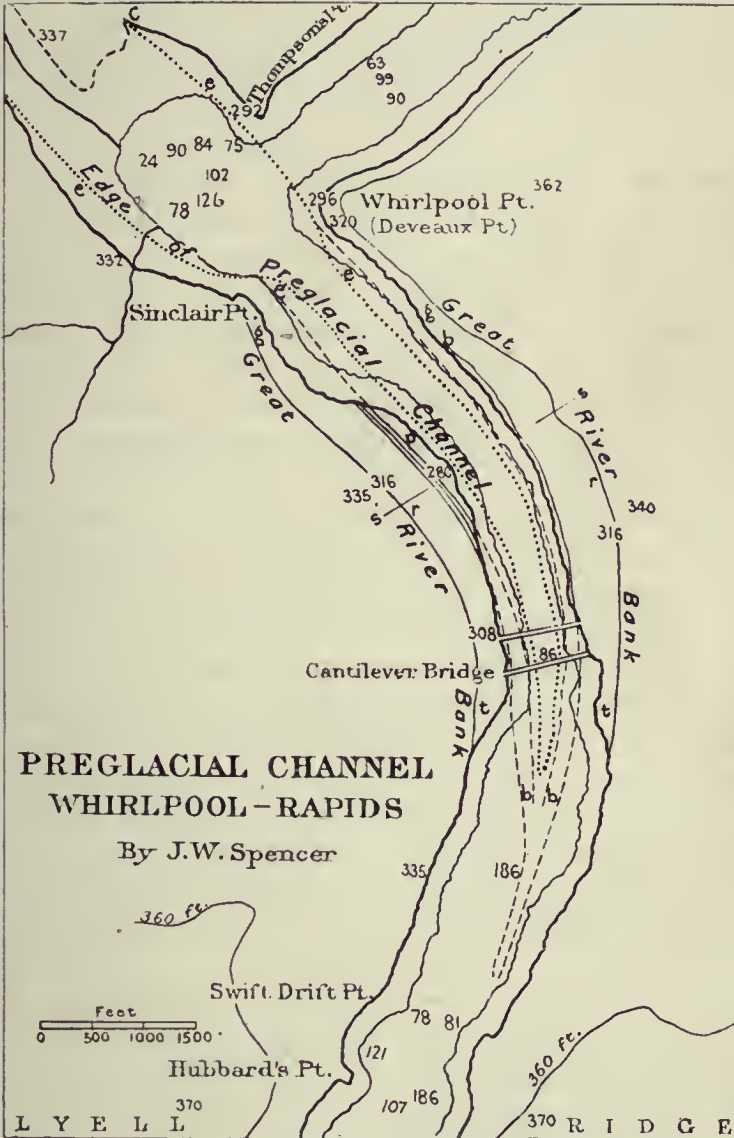 C
337
Thompson's Pt.
63
99
90
e
292
24 90 84 75
102
78 126
Edge of Preglacial Channel
e
296
320
Whirlpool Pt. 362
(Deveaux Pt)
e
332
Sinclair Pt.
e
g
g
b
Great River Bank
Great River Bank
s
r
g
280
316
335
s
r
340
316
308
86
Cantilever Bridge
t
t
b b
PREGLACIAL CHANNEL
WHIRLPOOL-RAPIDS
By J.W. Spencer
335
186
360 ft.
Swift Drift Pt.
Feet
0 500 1000 1500
78 81
121
Hubbard's Pt.
107 186
360 ft.
370
370
LYELL RIDGE